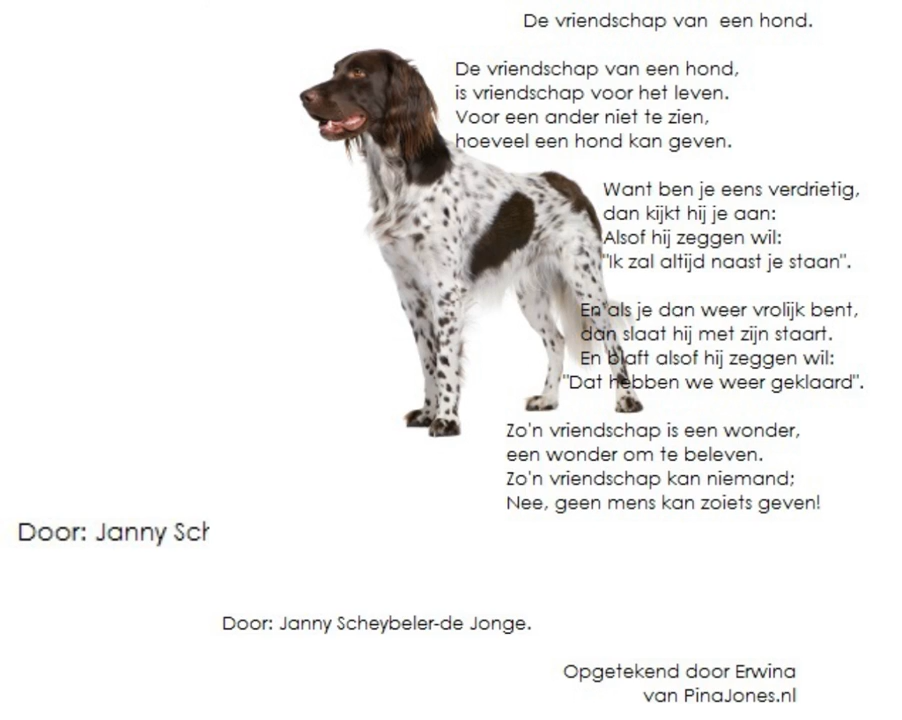 De vriendschap van  een hond.
De vriendschap van een hond,
is vriendschap voor het leven.
Voor een ander niet te zien,
hoeveel een hond kan geven.
Want ben je eens verdrietig,
dan kijkt hij je aan:
Alsof hij zeggen wil:
"Ik zal altijd naast je staan".
En als je dan weer vrolijk bent,
dan slaat hij met zijn staart.
En blaft alsof hij zeggen wil:
"Dat hebben we weer geklaard".
Zo'n vriendschap is een wonder,
een wonder om te beleven.
Zo'n vriendschap kan niemand;
Nee, geen mens kan zoiets geven!
Door: Janny Sch
Door: Janny Scheybeler-de Jonge.
Opgetekend door Erwina
van PinaJones.nl